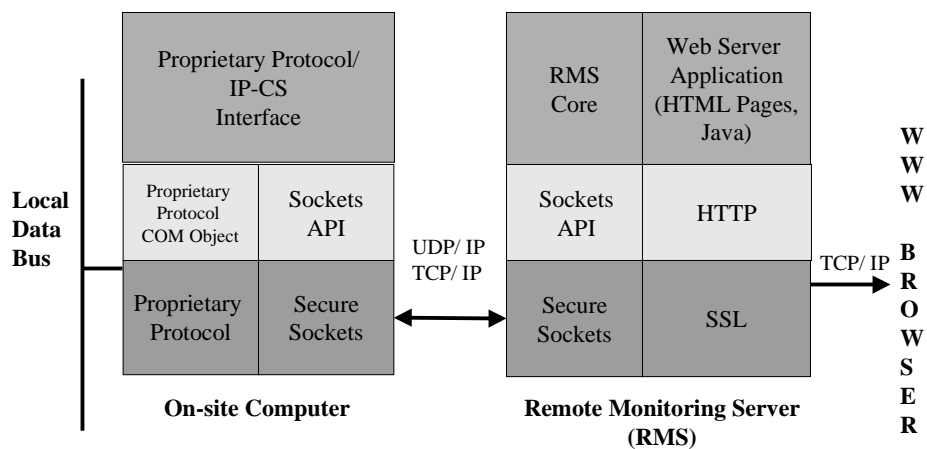 Local
Data
Bus
Proprietary Protocol/
IP-CS
Interface
Proprietary
Protocol
COM Object
Sockets
API
Proprietary
Protocol
Secure
Sockets
On-site Computer
UDP/ IP
TCP/ IP
RMS
Core
Web Server
Application
(HTML Pages,
Java)
Sockets
API
HTTP
Secure
Sockets
SSL
Remote Monitoring Server
(RMS)
TCP/ IP
WWW BROWSER